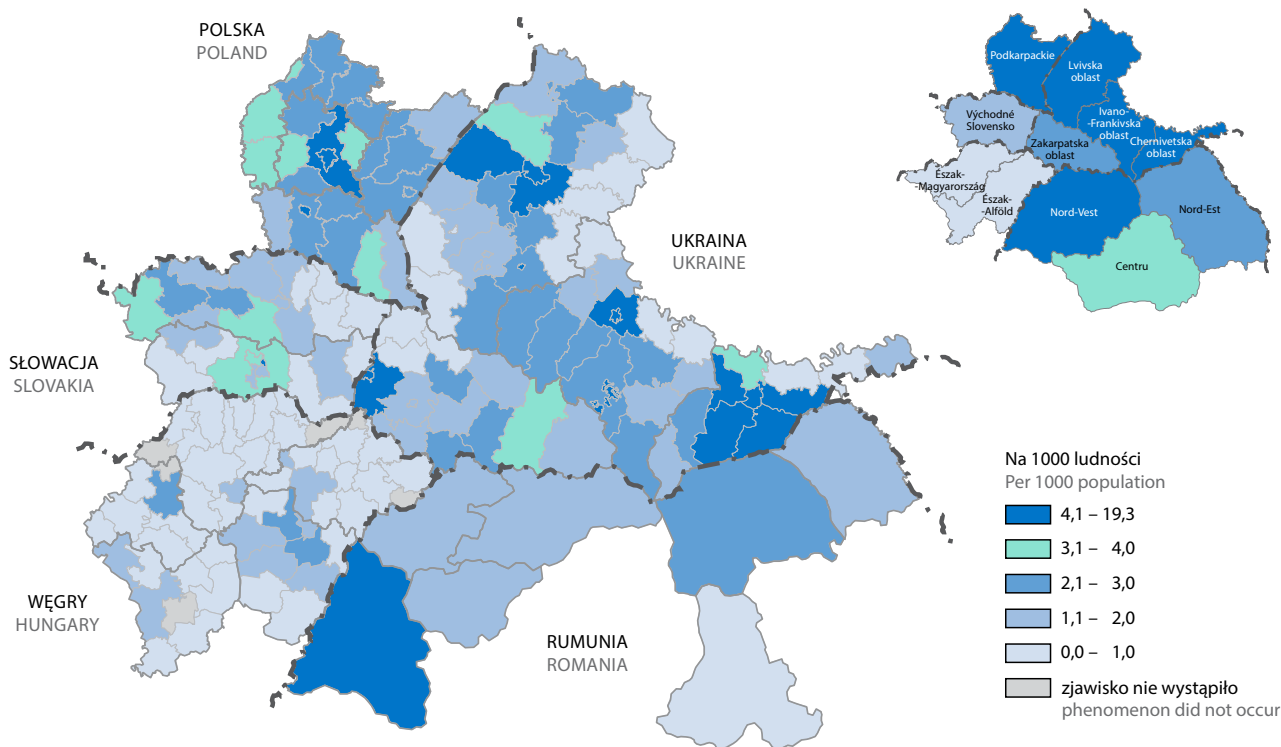 POLSKA
POLAND
UKRAINA
UKRAINE
SŁOWACJA
SLOVAKIA
WĘGRY
HUNGARY
RUMUNIA
ROMANIA
Podkarpackie
Lvivska
oblast
Východné
Slovensko
Ivano-
-Frankivska
oblast
Zakarpatska
oblast
Chernivetska
oblast
Észak-
-Magyarország
Észak-
-Alföld
Nord-Vest
Nord-Est
Centru
Na 1000 ludności
Per 1000 population
4,1 – 19,3
3,1 – 4,0
2,1 – 3,0
1,1 – 2,0
0,0 – 1,0
zjawisko nie wystąpiło
phenomenon did not occur